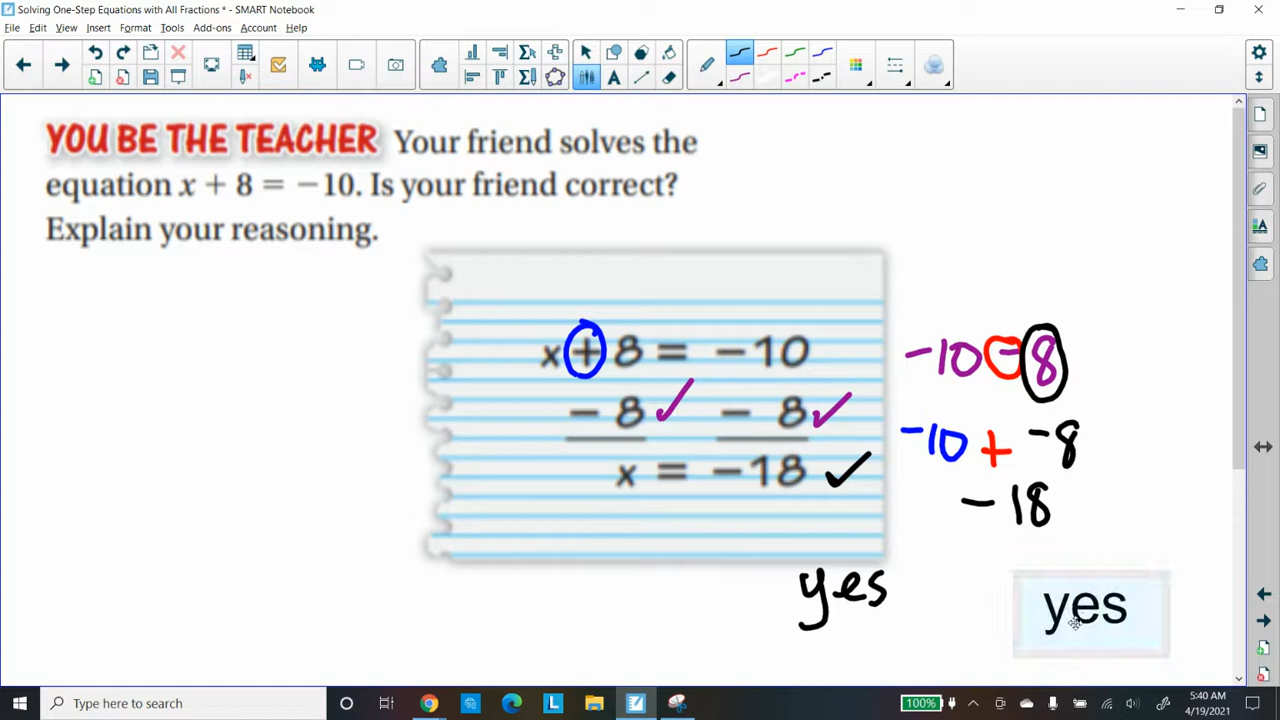 Solving One-Step Equations with All Fractions * - SMART Notebook
File Edit View Insert Format Tools Add-ons Account Help
YOU BE THE TEACHER Your friend solves the
equation x + 8 = −10. Is your friend correct?
Explain your reasoning.
x + 8 = −10
− 8 ✓ − 8 ✓
x = −18 ✓
-10 - 8
-10 + -8
-18
yes
yes
Type here to search
100%
5:40 AM
4/19/2021